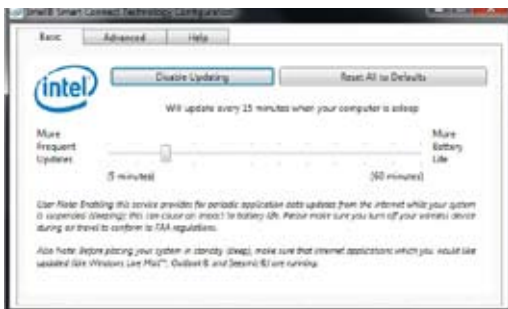 Intel® Smart Connect Technology Configuration
Basic Advanced Help
intel Disable Updating Reset All to Defaults
Will update every 15 minutes when your computer is asleep
More Frequent Updates
More Battery Life
(5 minutes) (60 minutes)
User Note: Enabling this service provides for periodic application data updates from the internet while your system
is suspended (sleeping); this can cause an impact to battery life. Please make sure you turn off your wireless device
during air travel to conform to FAA regulations.
Also Note: Before placing your system in standby (sleep), make sure that internet applications which you would like
updated (like Windows Live Mail™, Outlook® and Seesmic®) are running.